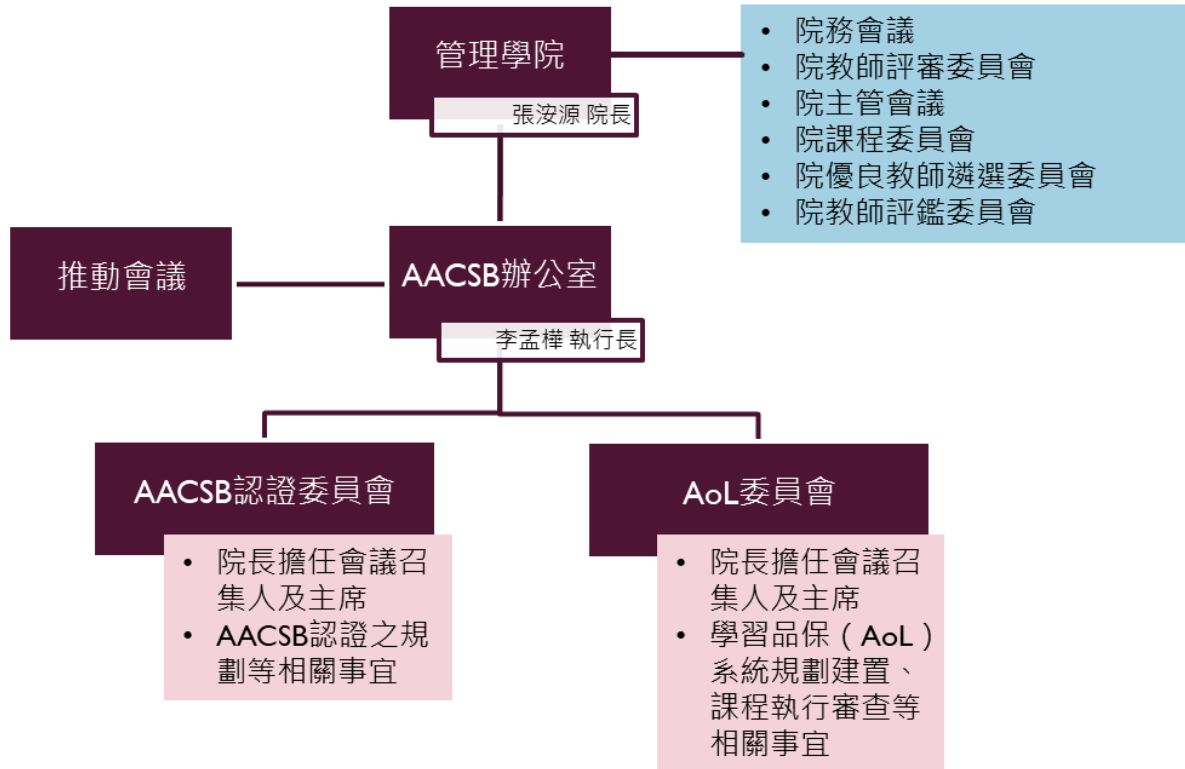 管理學院
張洝源 院長
• 院務會議
• 院教師評審委員會
• 院主管會議
• 院課程委員會
• 院優良教師遴選委員會
• 院教師評鑑委員會
推動會議
AACSB辦公室
李孟樺 執行長
AACSB認證委員會
• 院長擔任會議召
集人及主席
• AACSB認證之規
劃等相關事宜
AoL委員會
• 院長擔任會議召
集人及主席
• 學習品保（AoL）
系統規劃建置、
課程執行審查等
相關事宜